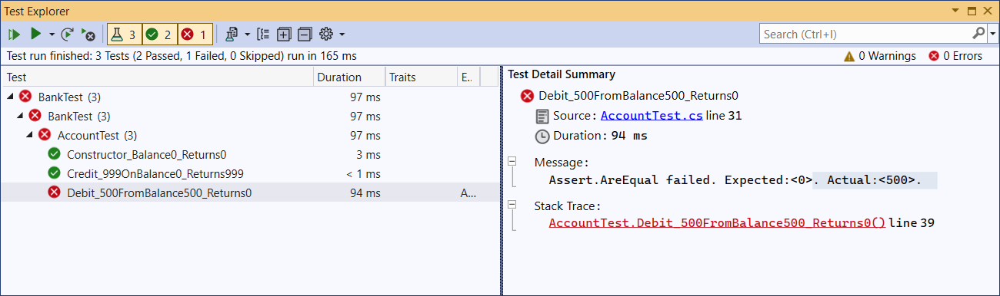 Test Explorer
3 2 1 Search (Ctrl+I)
Test run finished: 3 Tests (2 Passed, 1 Failed, 0 Skipped) run in 165 ms 0 Warnings 0 Errors
Test Duration Traits E..
BankTest (3) 97 ms
BankTest (3) 97 ms
AccountTest (3) 97 ms
Constructor_Balance0_Returns0 3 ms
Credit_999OnBalance0_Returns999 < 1 ms
Debit_500FromBalance500_Returns0 94 ms A...
Test Detail Summary
Debit_500FromBalance500_Returns0
Source: AccountTest.cs line 31
Duration: 94 ms
Message:
Assert.AreEqual failed. Expected:<0>. Actual:<500>.
Stack Trace:
AccountTest.Debit_500FromBalance500_Returns0() line 39